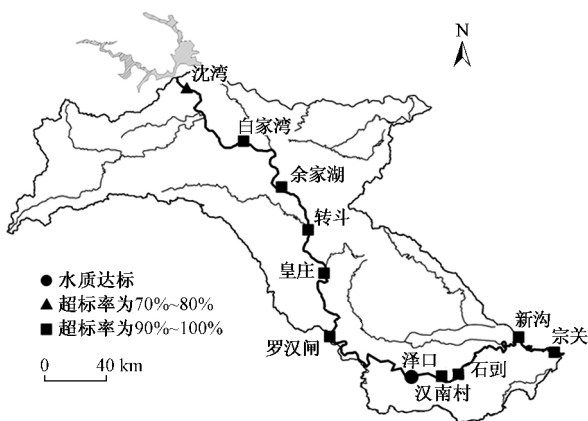 沈湾
N
白家湾
余家湖
转斗
皇庄
●水质达标
▲超标率为70%~80%
■超标率为90%~100%
0 40 km
罗汉闸
泽口
汉南村
石剅
新沟
宗关